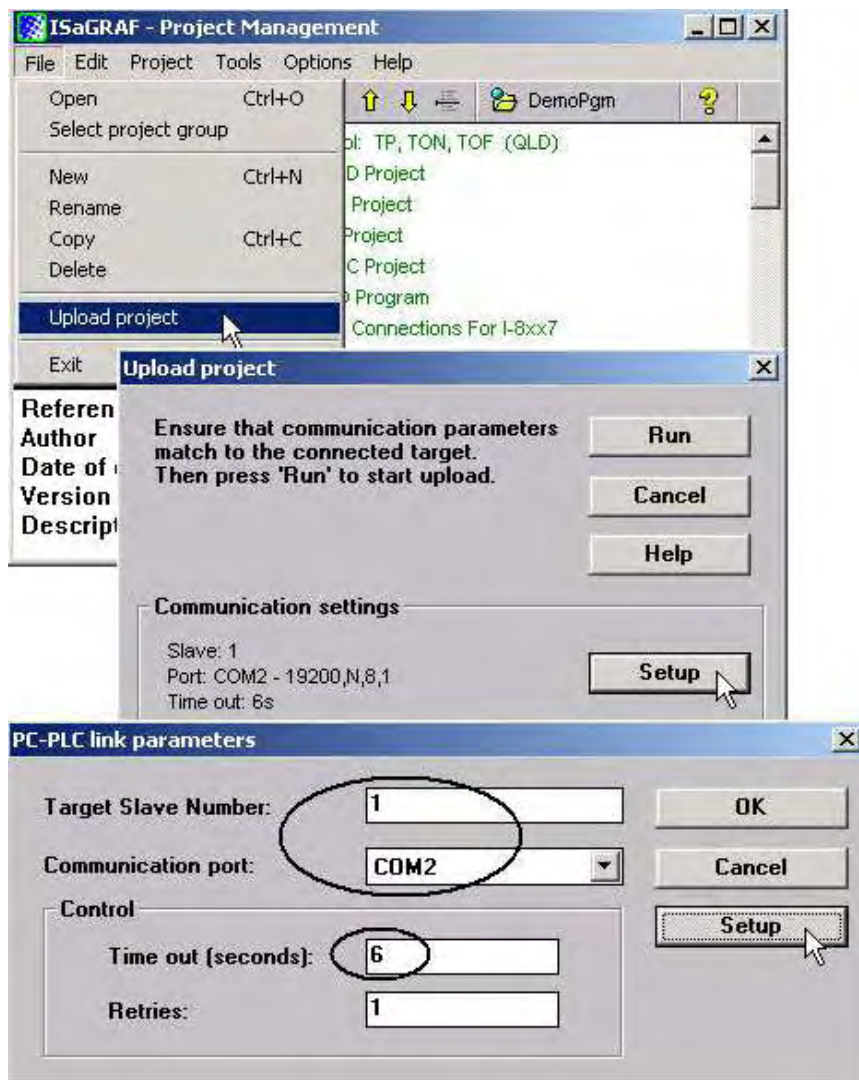 ISaGRAF - Project Management
File Edit Project Tools Options Help
Open Ctrl+O
Select project group
New Ctrl+N
Rename
Copy Ctrl+C
Delete
Upload project
Exit
DemoPgm
TP, TON, TOF (QLD)
D Project
Project
Project
C Project
Program
Connections For I-8xx7
Referen
Author
Date of
Version
Descript
Upload project
Ensure that communication parameters
match to the connected target.
Then press 'Run' to start upload.
Run
Cancel
Help
Communication settings
Slave: 1
Port: COM2 - 19200,N,8,1
Time out: 6s
Setup
PC-PLC link parameters
Target Slave Number: 1
Communication port: COM2
Control
Time out (seconds): 6
Retries: 1
OK
Cancel
Setup